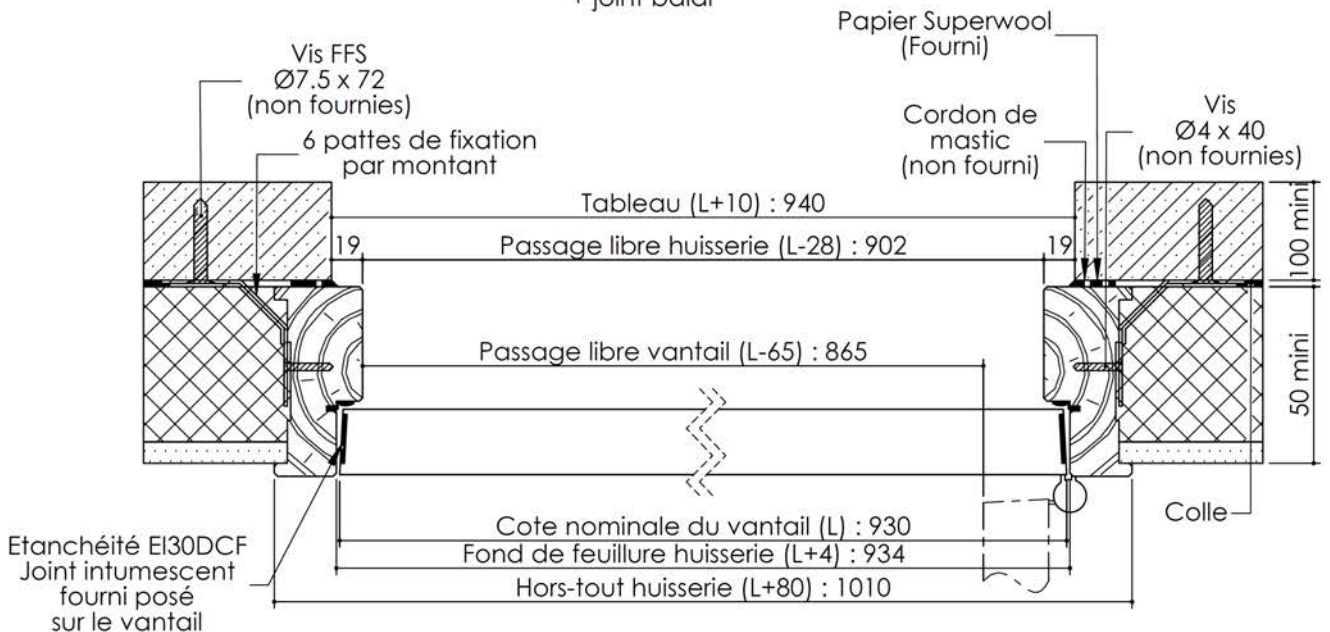 + joint balai
Papier Superwool
(Fourni)
Vis FFS
Ø7.5 x 72
(non fournies)
6 pattes de fixation
par montant
Cordon de
mastic
(non fourni)
Vis
Ø4 x 40
(non fournies)
Tableau (L+10) : 940
19
Passage libre huisserie (L-28) : 902
19
100 mini
Passage libre vantail (L-65) : 865
50 mini
Cote nominale du vantail (L) : 930
Colle
Fond de feuillure huisserie (L+4) : 934
Hors-tout huisserie (L+80) : 1010
Etanchéité EI30DCF
Joint intumescent
fourni posé
sur le vantail